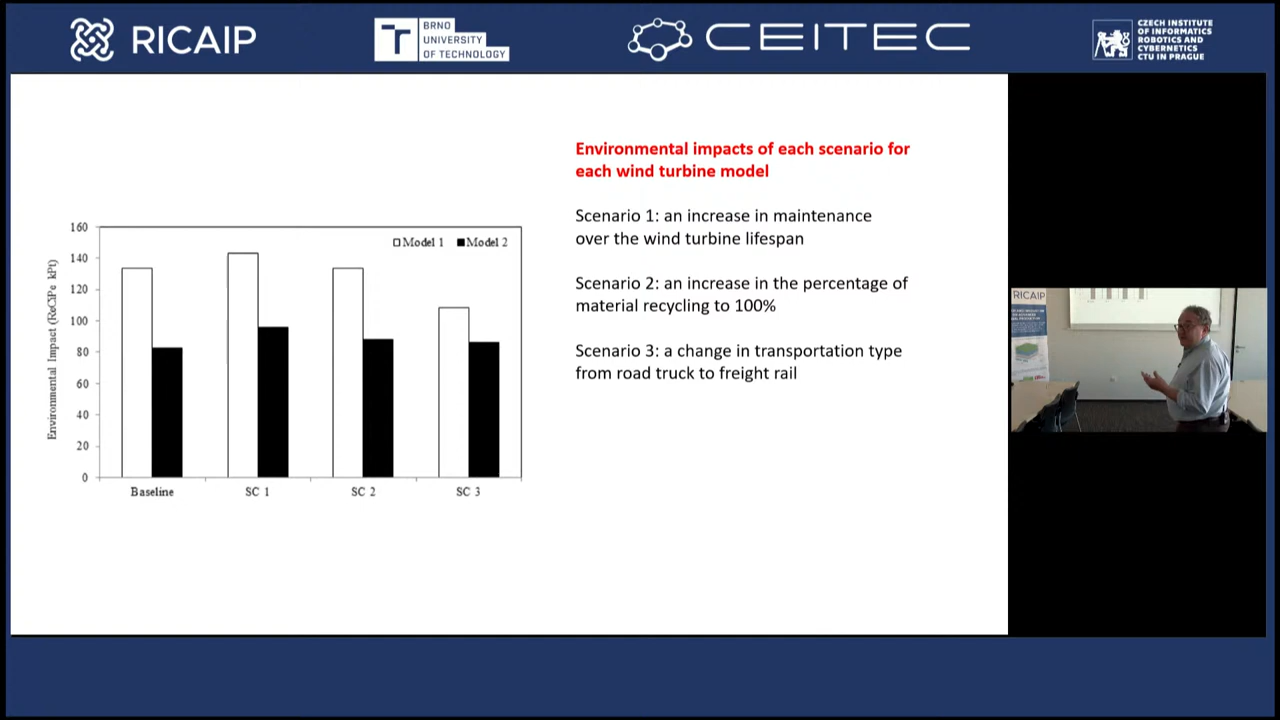 RICAIP
BRNO
UNIVERSITY
OF TECHNOLOGY
CEITEC
CZECH INSTITUTE
OF INFORMATICS
ROBOTICS AND
CYBERNETICS
CTU IN PRAGUE
Environmental impacts of each scenario for
each wind turbine model
Scenario 1: an increase in maintenance
over the wind turbine lifespan
Scenario 2: an increase in the percentage of
material recycling to 100%
Scenario 3: a change in transportation type
from road truck to freight rail
Environmental Impact (ReCiPe kPt)
160
140
120
100
80
60
40
20
0
Model 1 Model 2
Baseline SC 1 SC 2 SC 3
RICAIP